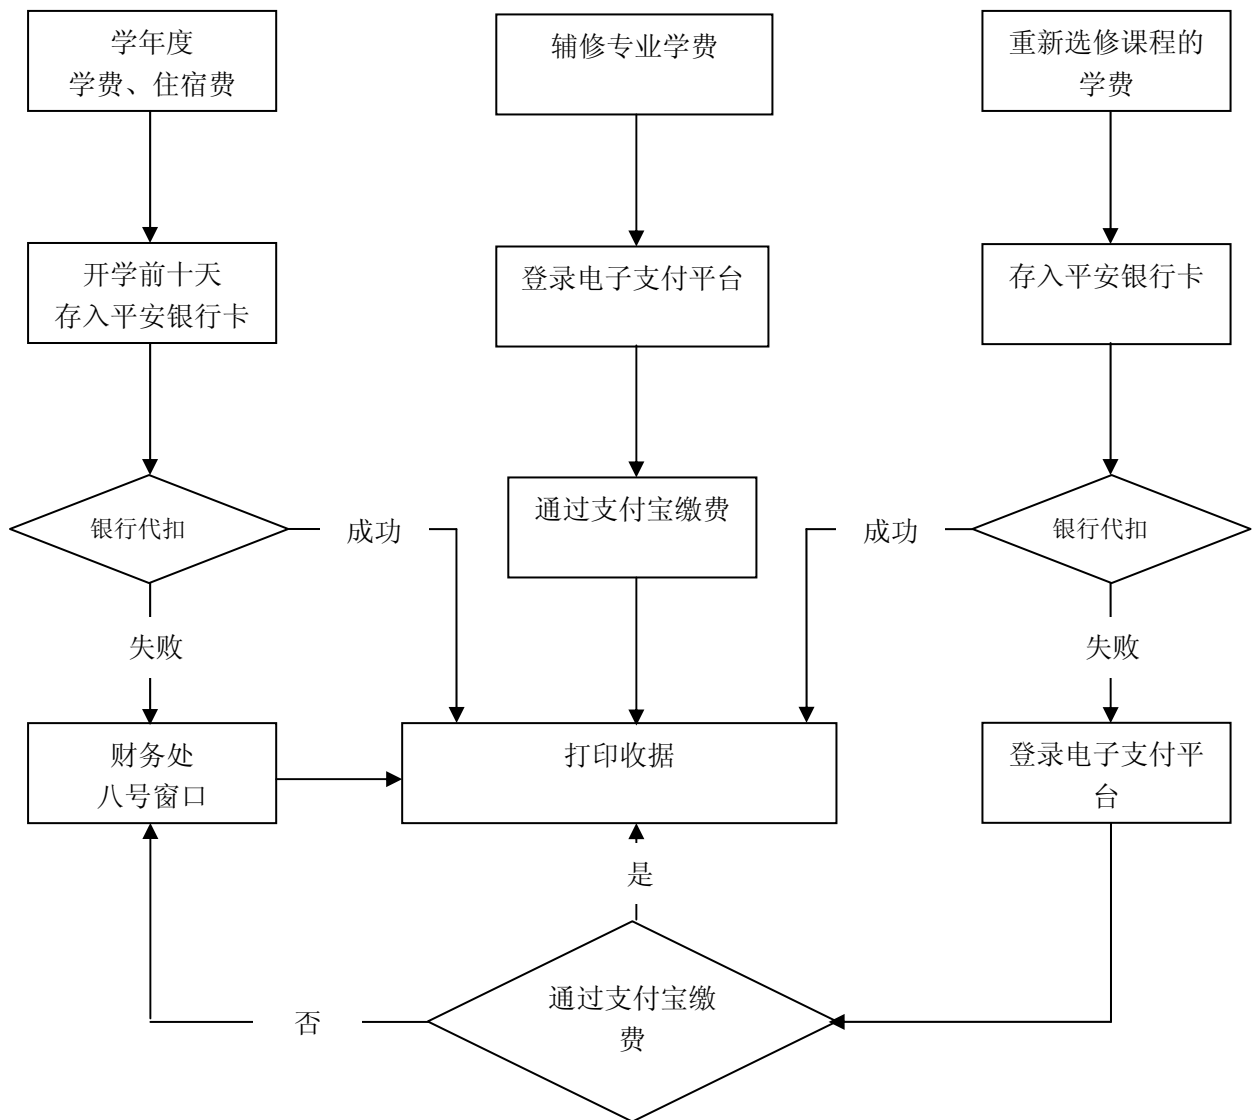 学年度
学费、住宿费
辅修专业学费
重新选修课程的
学费
开学前十天
存入平安银行卡
登录电子支付平台
存入平安银行卡
银行代扣
成功
通过支付宝缴费
成功
银行代扣
失败
失败
财务处
八号窗口
打印收据
登录电子支付平
台
是
通过支付宝缴
费
否